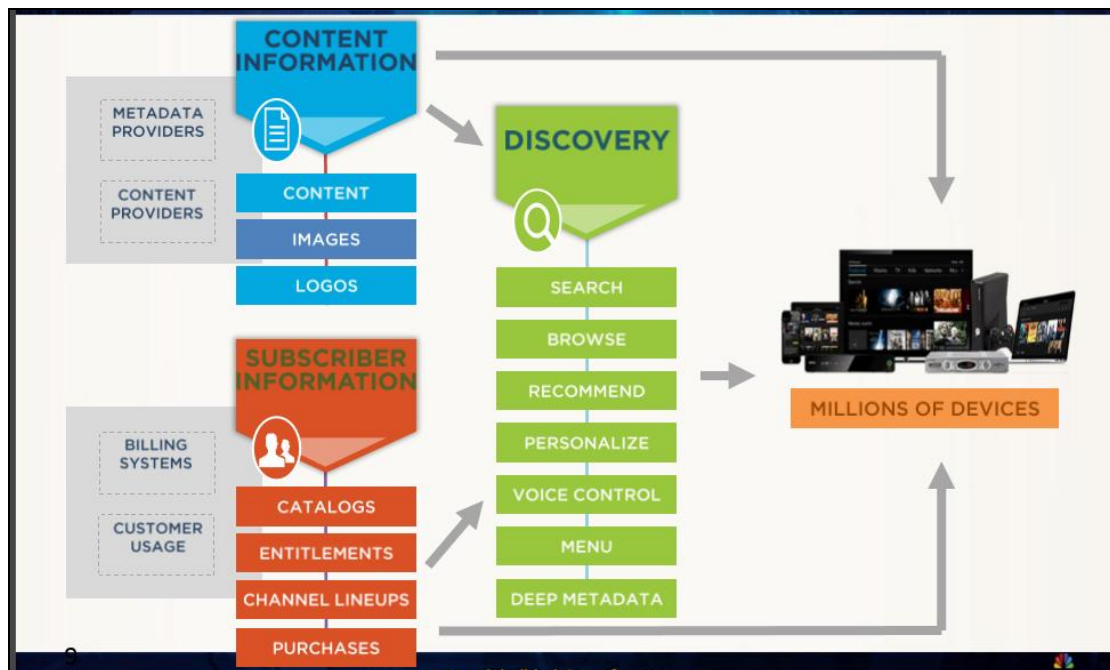 CONTENT
INFORMATION
METADATA
PROVIDERS
CONTENT
PROVIDERS
CONTENT
IMAGES
LOGOS
SUBSCRIBER
INFORMATION
BILLING
SYSTEMS
CUSTOMER
USAGE
CATALOGS
ENTITLEMENTS
CHANNEL LINEUPS
PURCHASES
DISCOVERY
SEARCH
BROWSE
RECOMMEND
PERSONALIZE
VOICE CONTROL
MENU
DEEP METADATA
MILLIONS OF DEVICES
9